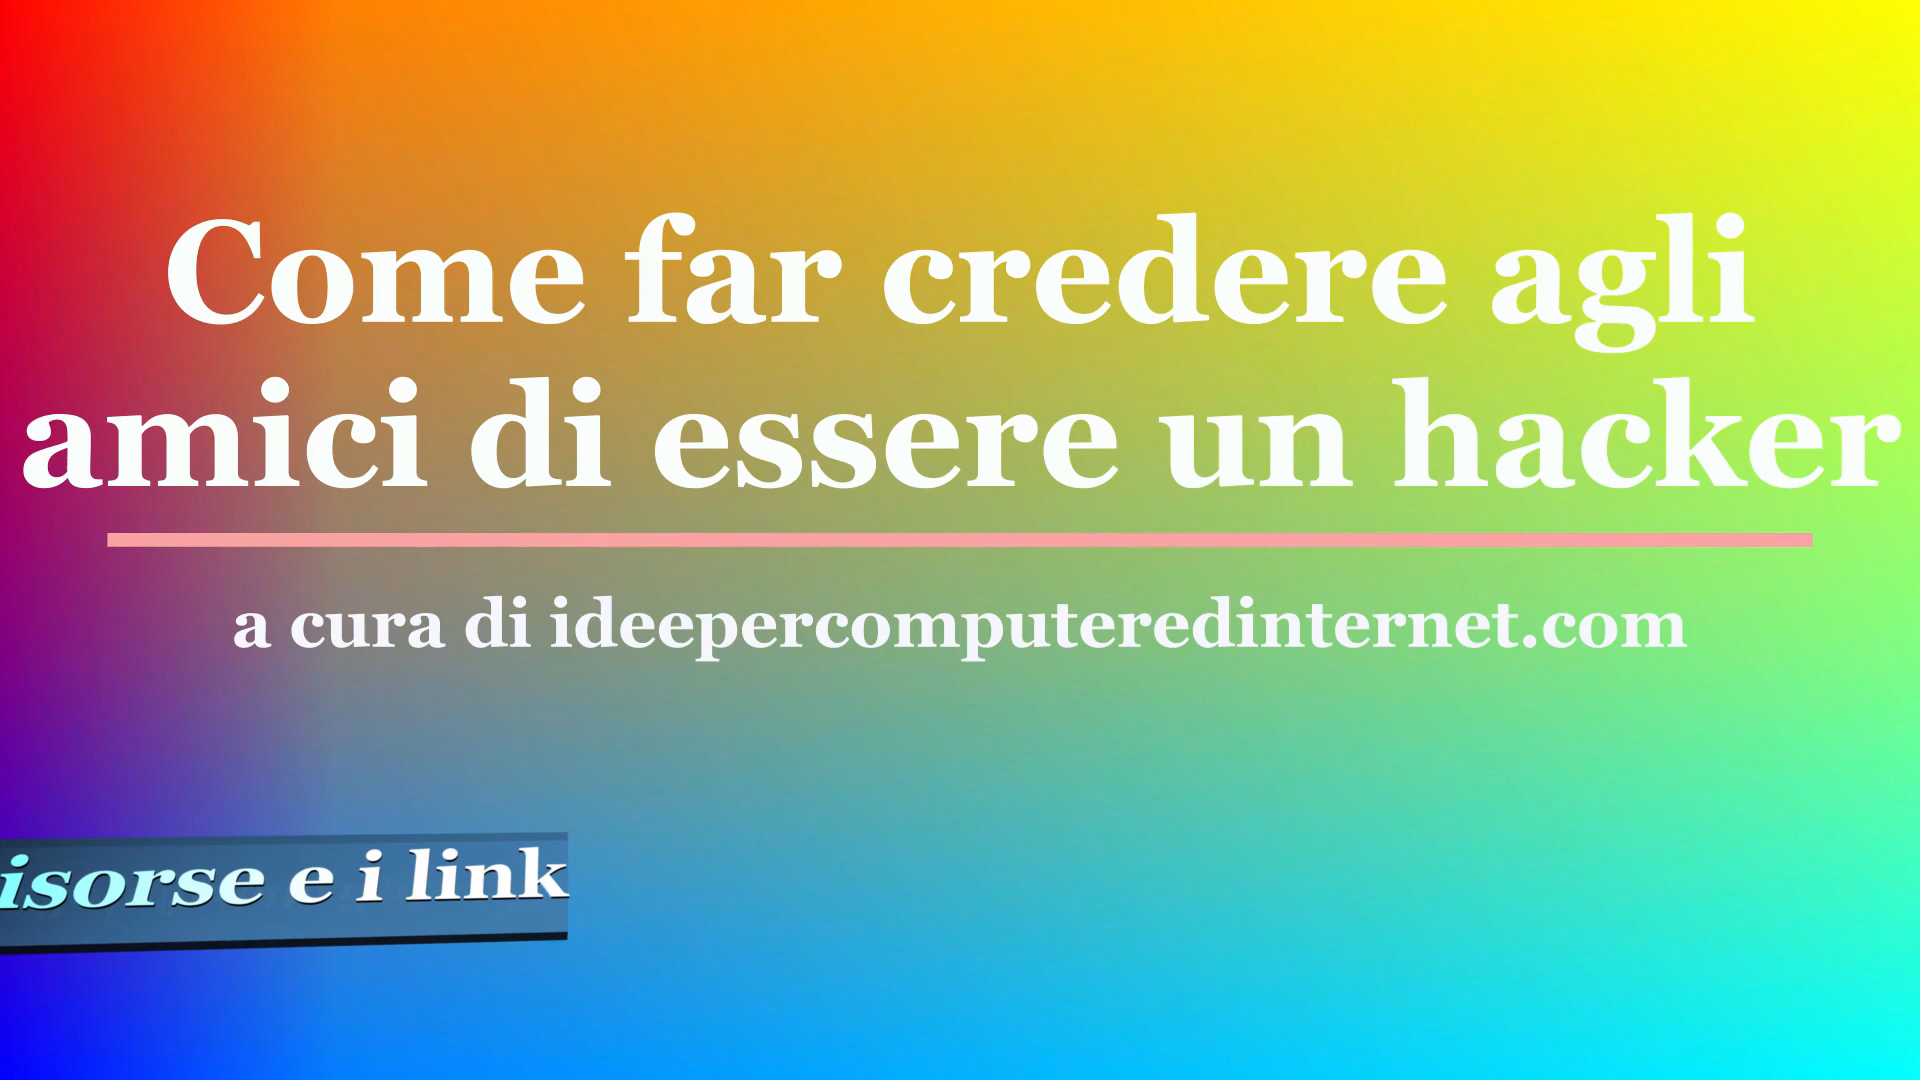 Come far credere agli
amici di essere un hacker
a cura di ideepercomputeredinternet.com
isorse e i link